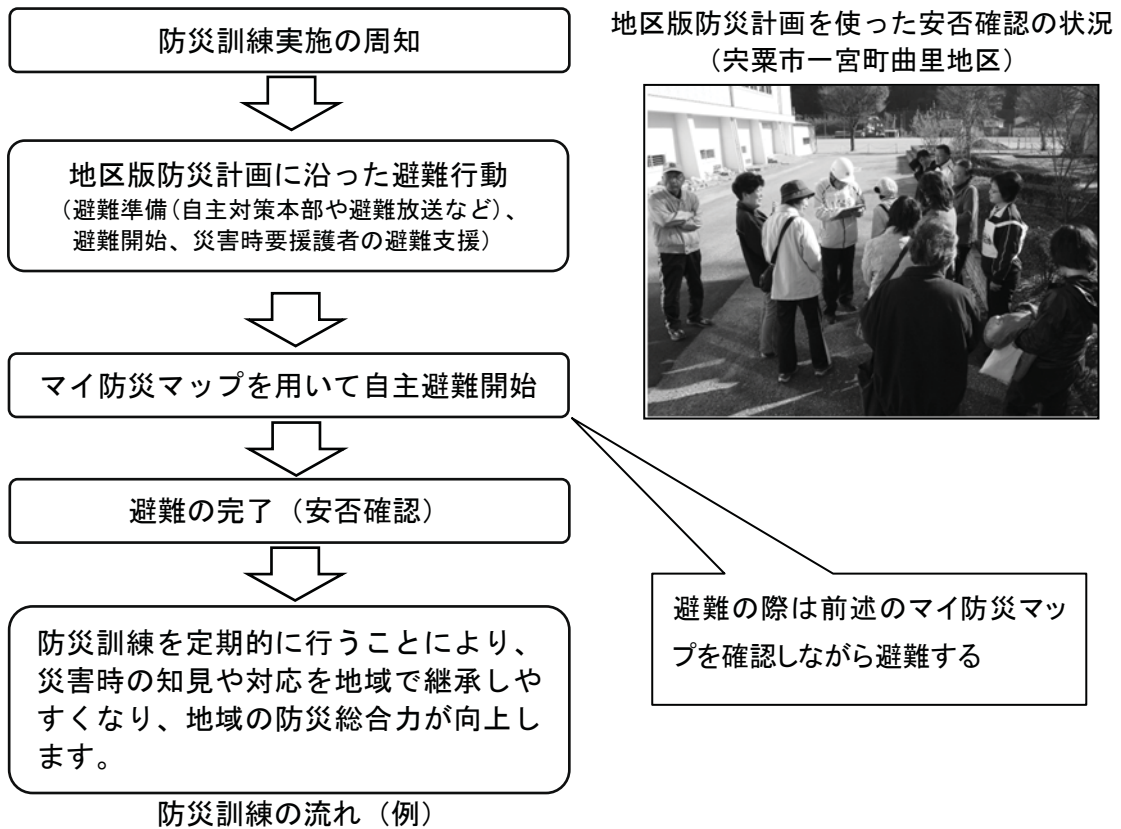 防災訓練実施の周知
地区版防災計画に沿った避難行動
（避難準備（自主対策本部や避難放送など）、
避難開始、災害時要援護者の避難支援）
マイ防災マップを用いて自主避難開始
避難の完了（安否確認）
防災訓練を定期的に行うことにより、
災害時の知見や対応を地域で継承しや
すくなり、地域の防災総合力が向上し
ます。
防災訓練の流れ（例）
地区版防災計画を使った安否確認の状況
（宍粟市一宮町曲里地区）
避難の際は前述のマイ防災マッ
プを確認しながら避難する